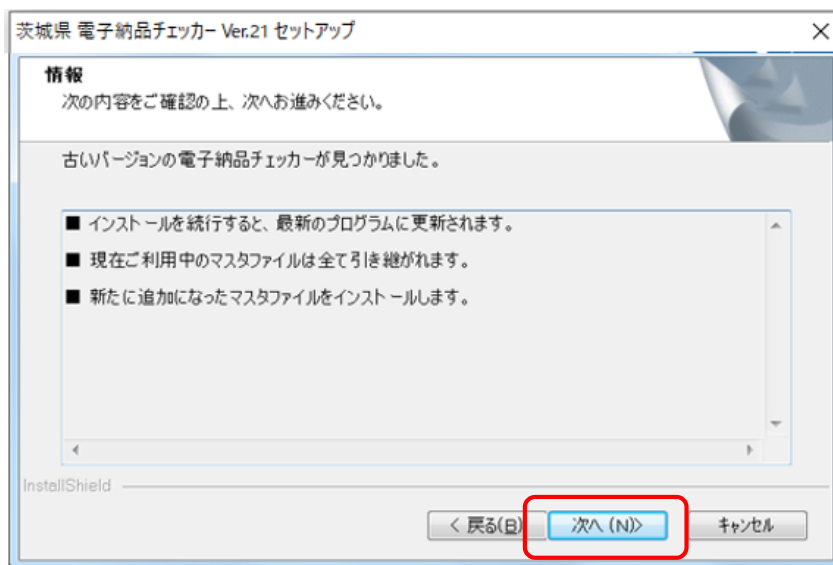 茨城県 電子納品チェッカー Ver.21 セットアップ
情報
次の内容をご確認の上、次へお進みください。
古いバージョンの電子納品チェッカーが見つかりました。
■ インストールを続行すると、最新のプログラムに更新されます。
■ 現在ご利用中のマスタファイルは全て引き継がれます。
■ 新たに追加になったマスタファイルをインストールします。
InstallShield
< 戻る(B) 次へ (N)> キャンセル